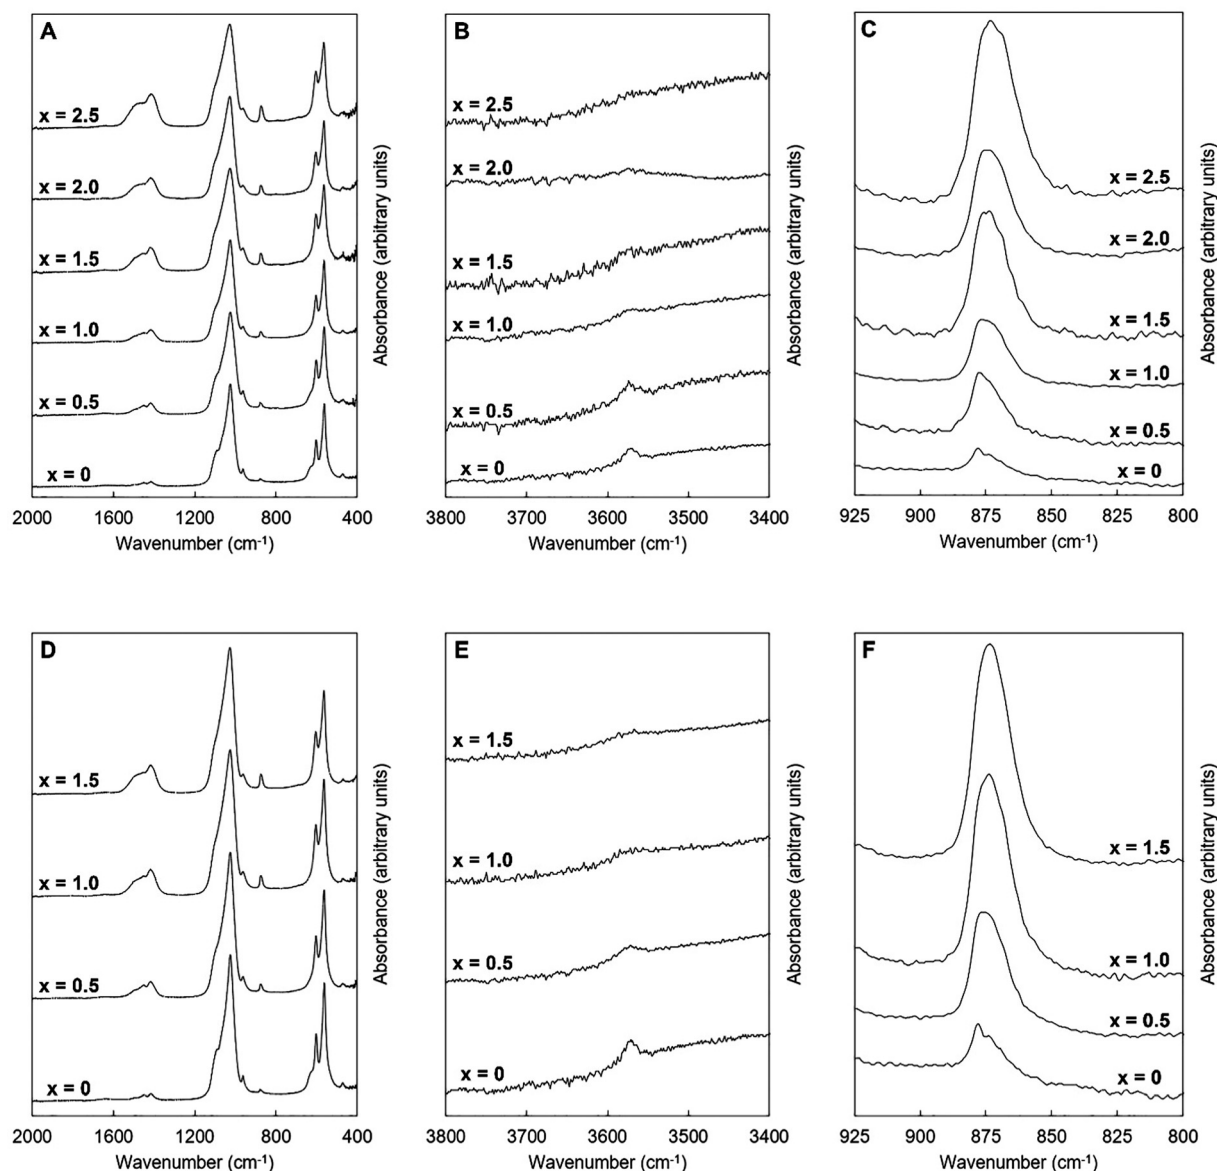 A
x = 2.5
x = 2.0
x = 1.5
x = 1.0
x = 0.5
x = 0
2000 1600 1200 800 400
Wavenumber (cm-1)
Absorbance (arbitrary units)
B
x = 2.5
x = 2.0
x = 1.5
x = 1.0
x = 0.5
x = 0
3800 3700 3600 3500 3400
Wavenumber (cm-1)
Absorbance (arbitrary units)
C
x = 2.5
x = 2.0
x = 1.5
x = 1.0
x = 0.5
x = 0
925 900 875 850 825 800
Wavenumber (cm-1)
Absorbance (arbitrary units)
D
x = 1.5
x = 1.0
x = 0.5
x = 0
2000 1600 1200 800 400
Wavenumber (cm-1)
Absorbance (arbitrary units)
E
x = 1.5
x = 1.0
x = 0.5
x = 0
3800 3700 3600 3500 3400
Wavenumber (cm-1)
Absorbance (arbitrary units)
F
x = 1.5
x = 1.0
x = 0.5
x = 0
925 900 875 850 825 800
Wavenumber (cm-1)
Absorbance (arbitrary units)